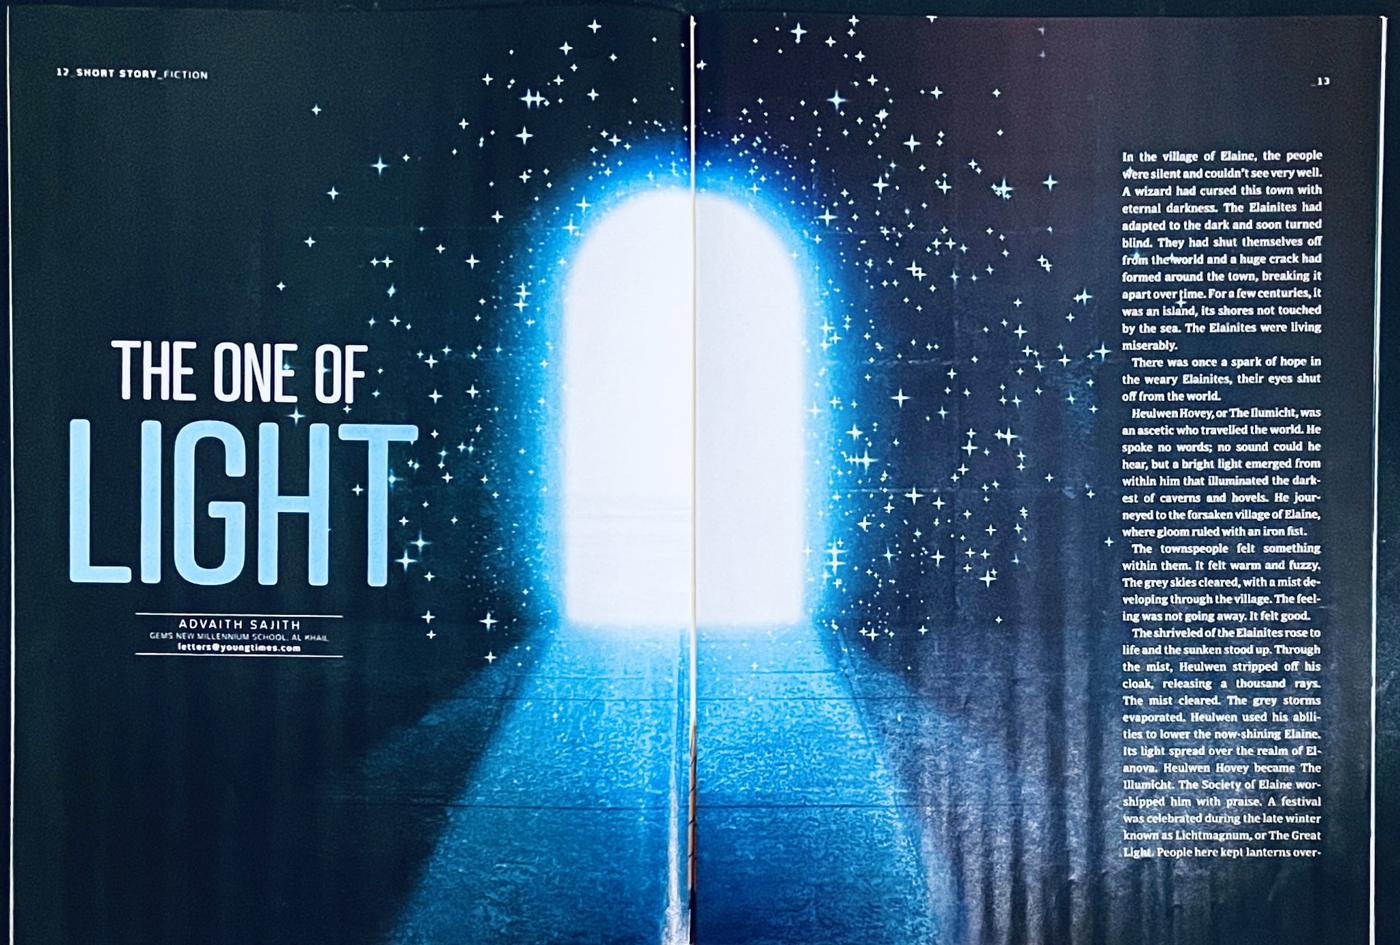 12_SHORT STORY_FICTION
_13
THE ONE OF
LIGHT
ADVAITH SAJITH
GEMS NEW MILLENNIUM SCHOOL, AL KHAIL
letters@youngtimes.com
In the village of Elaine, the people
were silent and couldn't see very well.
A wizard had cursed this town with
eternal darkness. The Elainites had
adapted to the dark and soon turned
blind. They had shut themselves off
from the world and a huge crack had
formed around the town, breaking it
apart over time. For a few centuries, it
was an island, its shores not touched
by the sea. The Elainites were living
miserably.
There was once a spark of hope in
the weary Elainites, their eyes shut
off from the world.
Heulwen Hovey, or The Ilumicht, was
an ascetic who travelled the world. He
spoke no words; no sound could he
hear, but a bright light emerged from
within him that illuminated the dark-
est of caverns and hovels. He jour-
neyed to the forsaken village of Elaine,
where gloom ruled with an iron fist.
The townspeople felt something
within them. It felt warm and fuzzy.
The grey skies cleared, with a mist de-
veloping through the village. The feel-
ing was not going away. It felt good.
The shriveled of the Elainites rose to
life and the sunken stood up. Through
the mist, Heulwen stripped off his
cloak, releasing a thousand rays.
The mist cleared. The grey storms
evaporated. Heulwen used his abili-
ties to lower the now-shining Elaine.
Its light spread over the realm of El-
anova. Heulwen Hovey became The
Illumicht. The Society of Elaine wor-
shipped him with praise. A festival
was celebrated during the late winter
known as Lichtmagnum, or The Great
Light. People here kept lanterns over-